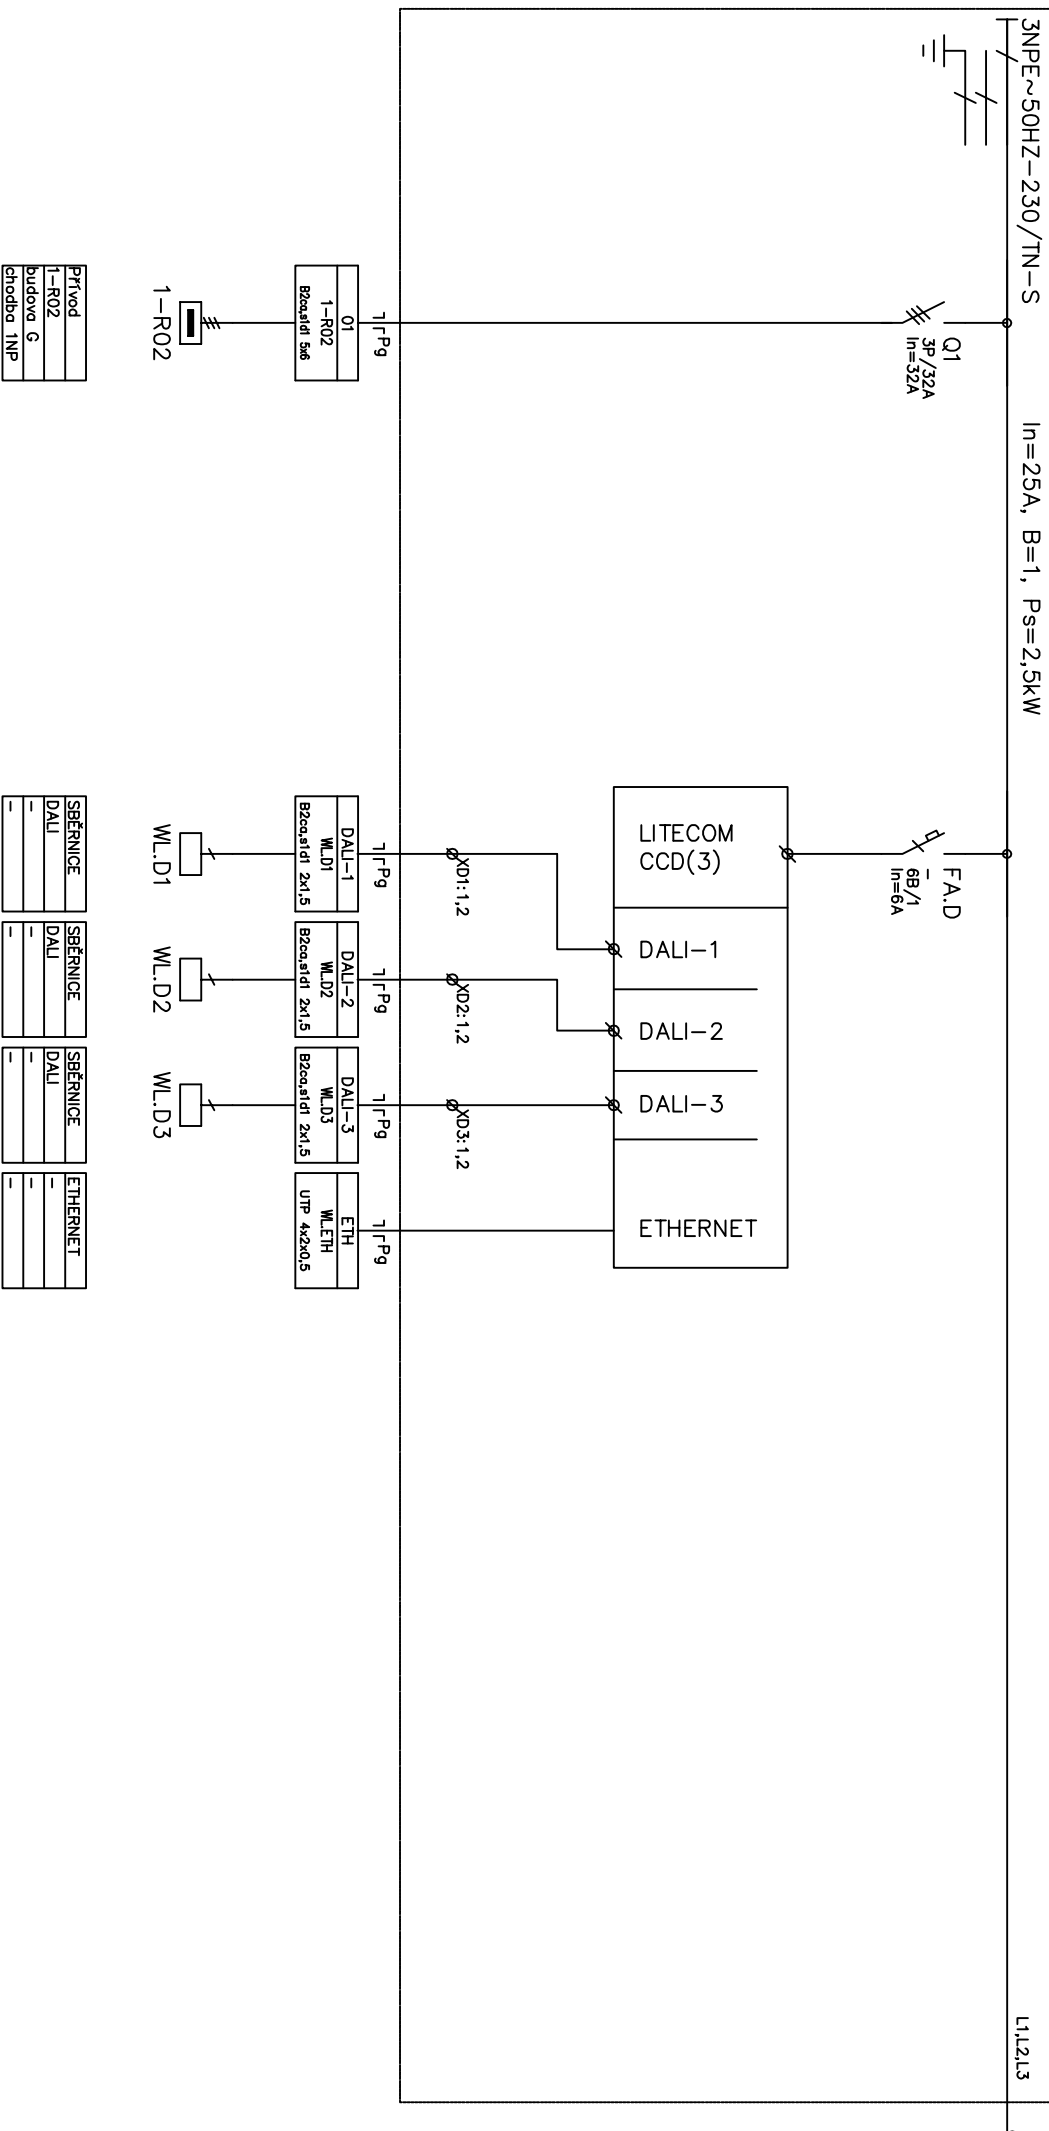 3NPE~50HZ-230/TN-S
In=25A, B=1, Ps=2,5kW
L1,L2,L3
Q1
3P/32A
In=32A
FA.D
-
6B/1
In=6A
LITECOM
CCD(3)
DALI-1
DALI-2
DALI-3
ETHERNET
XD1:1,2
XD2:1,2
XD3:1,2
Pg
Pg
Pg
Pg
Pg
01
1-R02
B2ca,s1d1 5x6
DALI-1
WL.D1
B2ca,s1d1 2x1,5
DALI-2
WL.D2
B2ca,s1d1 2x1,5
DALI-3
WL.D3
B2ca,s1d1 2x1,5
ETH
WL.ETH
UTP 4x2x0,5
1-R02
WL.D1
WL.D2
WL.D3
Přívod
1-R02
budova G
chodba 1NP
SBĚRNICE
DALI
-
-
SBĚRNICE
DALI
-
-
SBĚRNICE
DALI
-
-
ETHERNET
-
-
-